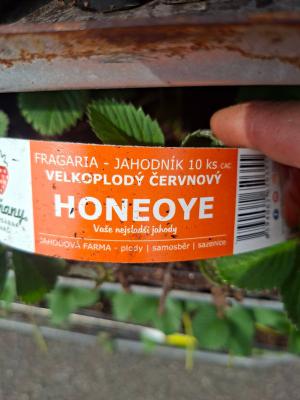 FRAGARIA - JAHODNÍK 10 ks CAC
VELKOPLODÝ ČERVNOVÝ
HONEOYE
Vaše nejsladší jahody
JAHODOVÁ FARMA - plody | samosběr | sazenice